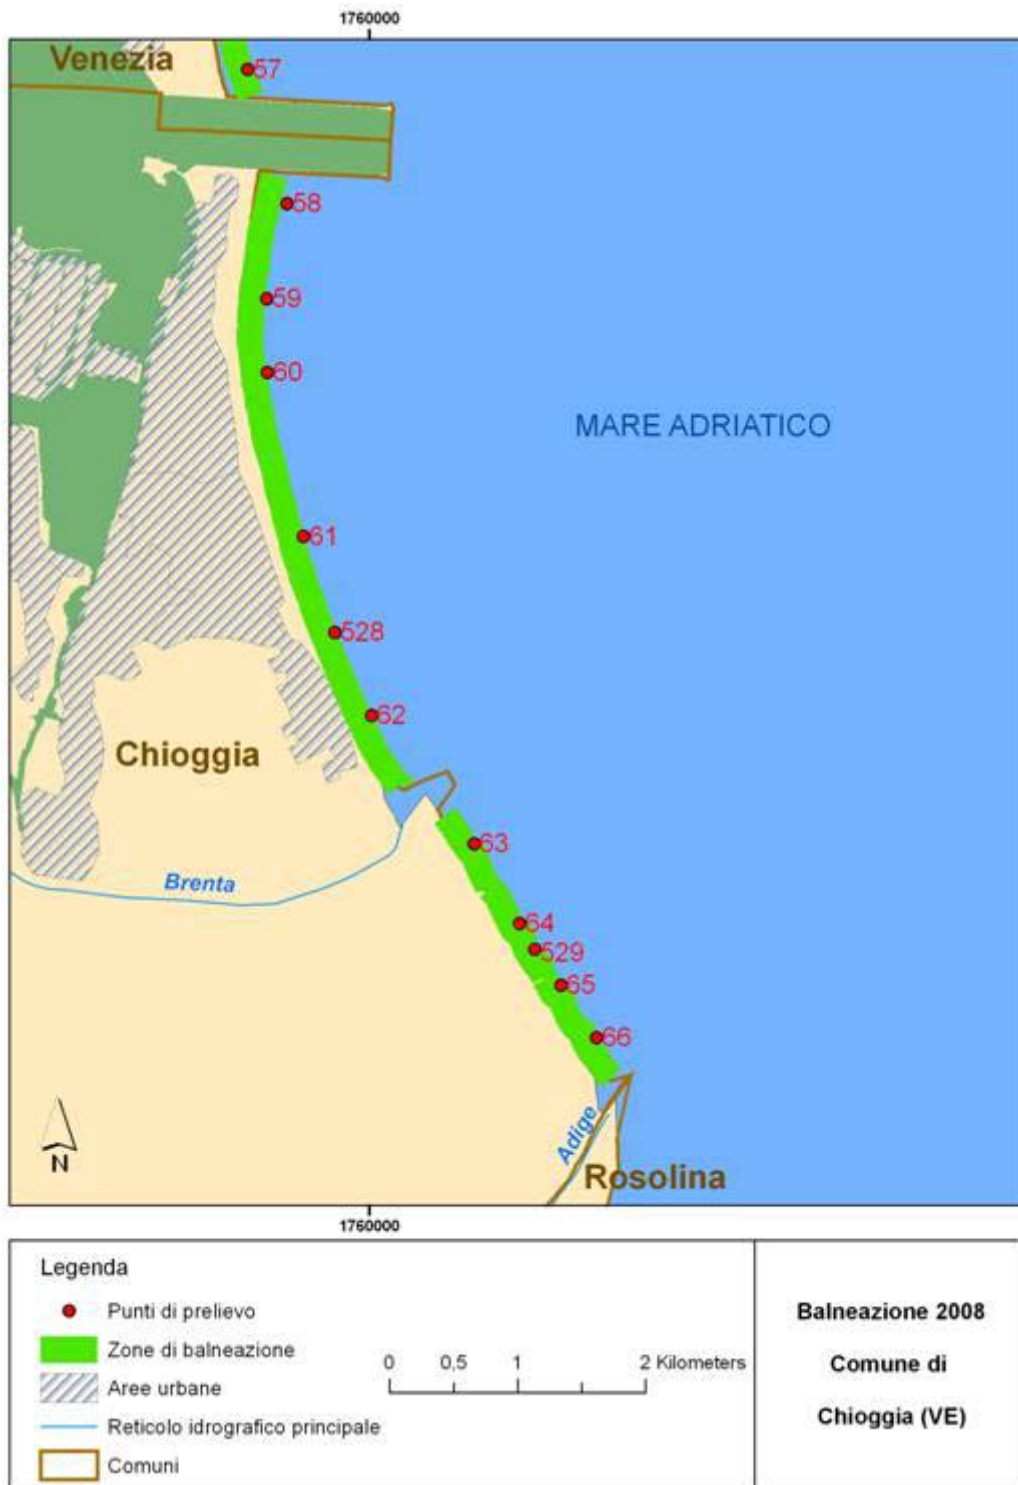 1760000
Venezia
57
58
59
60
MARE ADRIATICO
61
528
62
Chioggia
63
Brenta
64
529
65
66
Adige
N
Rosolina
1760000
Legenda
Punti di prelievo
Zone di balneazione
Aree urbane
Reticolo idrografico principale
Comuni
0 0,5 1 2 Kilometers
Balneazione 2008
Comune di
Chioggia (VE)